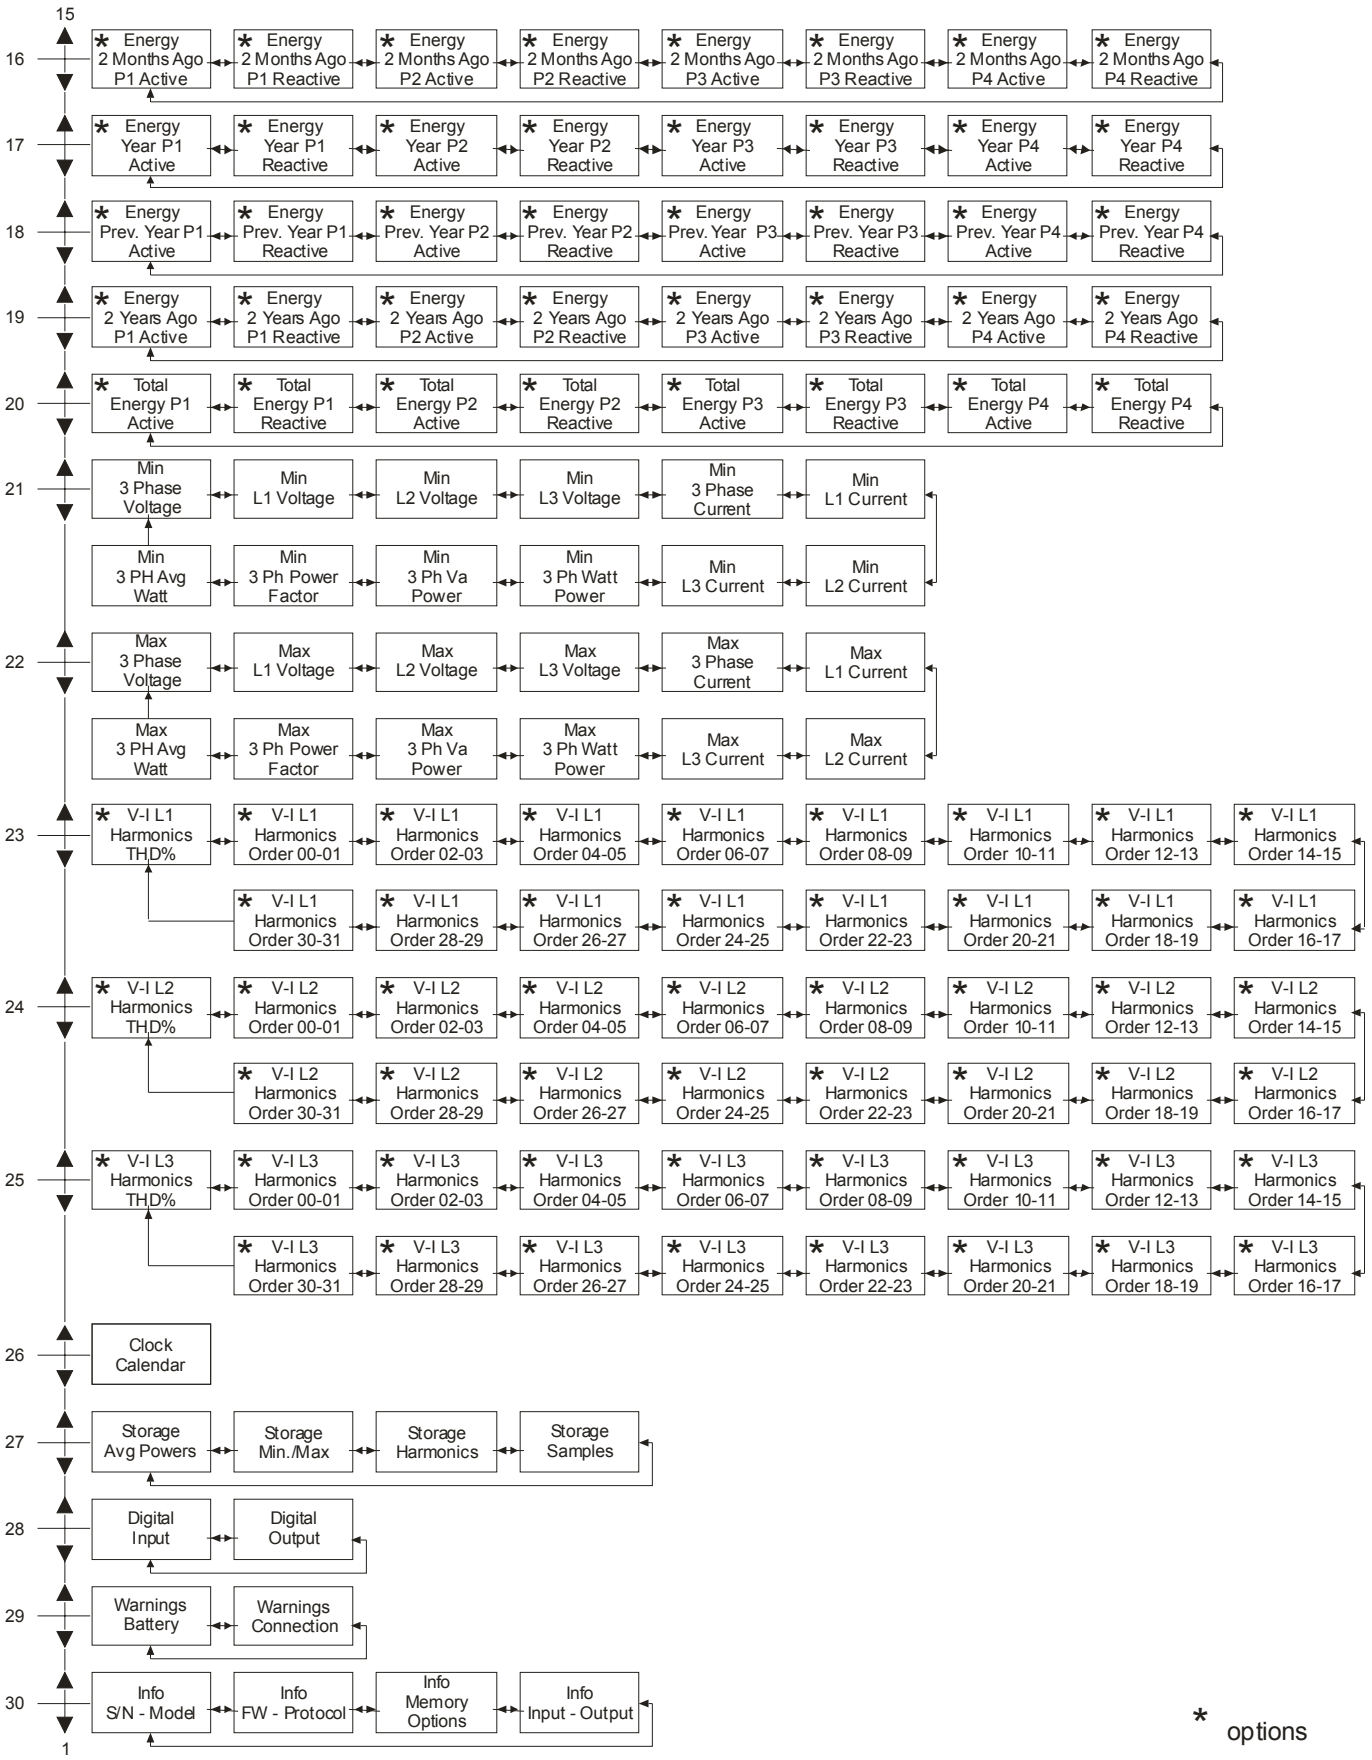 15
16
* Energy
2 Months Ago
P1 Active
* Energy
2 Months Ago
P1 Reactive
* Energy
2 Months Ago
P2 Active
* Energy
2 Months Ago
P2 Reactive
* Energy
2 Months Ago
P3 Active
* Energy
2 Months Ago
P3 Reactive
* Energy
2 Months Ago
P4 Active
* Energy
2 Months Ago
P4 Reactive
17
* Energy
Year P1
Active
* Energy
Year P1
Reactive
* Energy
Year P2
Active
* Energy
Year P2
Reactive
* Energy
Year P3
Active
* Energy
Year P3
Reactive
* Energy
Year P4
Active
* Energy
Year P4
Reactive
18
* Energy
Prev. Year P1
Active
* Energy
Prev. Year P1
Reactive
* Energy
Prev. Year P2
Active
* Energy
Prev. Year P2
Reactive
* Energy
Prev. Year P3
Active
* Energy
Prev. Year P3
Reactive
* Energy
Prev. Year P4
Active
* Energy
Prev. Year P4
Reactive
19
* Energy
2 Years Ago
P1 Active
* Energy
2 Years Ago
P1 Reactive
* Energy
2 Years Ago
P2 Active
* Energy
2 Years Ago
P2 Reactive
* Energy
2 Years Ago
P3 Active
* Energy
2 Years Ago
P3 Reactive
* Energy
2 Years Ago
P4 Active
* Energy
2 Years Ago
P4 Reactive
20
* Total
Energy P1
Active
* Total
Energy P1
Reactive
* Total
Energy P2
Active
* Total
Energy P2
Reactive
* Total
Energy P3
Active
* Total
Energy P3
Reactive
* Total
Energy P4
Active
* Total
Energy P4
Reactive
21
Min
3 Phase
Voltage
Min
L1 Voltage
Min
L2 Voltage
Min
L3 Voltage
Min
3 Phase
Current
Min
L1 Current
Min
3 PH Avg
Watt
Min
3 Ph Power
Factor
Min
3 Ph Va
Power
Min
3 Ph Watt
Power
Min
L3 Current
Min
L2 Current
22
Max
3 Phase
Voltage
Max
L1 Voltage
Max
L2 Voltage
Max
L3 Voltage
Max
3 Phase
Current
Max
L1 Current
Max
3 PH Avg
Watt
Max
3 Ph Power
Factor
Max
3 Ph Va
Power
Max
3 Ph Watt
Power
Max
L3 Current
Max
L2 Current
23
* V-I L1
Harmonics
THD%
* V-I L1
Harmonics
Order 00-01
* V-I L1
Harmonics
Order 02-03
* V-I L1
Harmonics
Order 04-05
* V-I L1
Harmonics
Order 06-07
* V-I L1
Harmonics
Order 08-09
* V-I L1
Harmonics
Order 10-11
* V-I L1
Harmonics
Order 12-13
* V-I L1
Harmonics
Order 14-15
* V-I L1
Harmonics
Order 30-31
* V-I L1
Harmonics
Order 28-29
* V-I L1
Harmonics
Order 26-27
* V-I L1
Harmonics
Order 24-25
* V-I L1
Harmonics
Order 22-23
* V-I L1
Harmonics
Order 20-21
* V-I L1
Harmonics
Order 18-19
* V-I L1
Harmonics
Order 16-17
24
* V-I L2
Harmonics
THD%
* V-I L2
Harmonics
Order 00-01
* V-I L2
Harmonics
Order 02-03
* V-I L2
Harmonics
Order 04-05
* V-I L2
Harmonics
Order 06-07
* V-I L2
Harmonics
Order 08-09
* V-I L2
Harmonics
Order 10-11
* V-I L2
Harmonics
Order 12-13
* V-I L2
Harmonics
Order 14-15
* V-I L2
Harmonics
Order 30-31
* V-I L2
Harmonics
Order 28-29
* V-I L2
Harmonics
Order 26-27
* V-I L2
Harmonics
Order 24-25
* V-I L2
Harmonics
Order 22-23
* V-I L2
Harmonics
Order 20-21
* V-I L2
Harmonics
Order 18-19
* V-I L2
Harmonics
Order 16-17
25
* V-I L3
Harmonics
THD%
* V-I L3
Harmonics
Order 00-01
* V-I L3
Harmonics
Order 02-03
* V-I L3
Harmonics
Order 04-05
* V-I L3
Harmonics
Order 06-07
* V-I L3
Harmonics
Order 08-09
* V-I L3
Harmonics
Order 10-11
* V-I L3
Harmonics
Order 12-13
* V-I L3
Harmonics
Order 14-15
* V-I L3
Harmonics
Order 30-31
* V-I L3
Harmonics
Order 28-29
* V-I L3
Harmonics
Order 26-27
* V-I L3
Harmonics
Order 24-25
* V-I L3
Harmonics
Order 22-23
* V-I L3
Harmonics
Order 20-21
* V-I L3
Harmonics
Order 18-19
* V-I L3
Harmonics
Order 16-17
26
Clock
Calendar
27
Storage
Avg Powers
Storage
Min./Max
Storage
Harmonics
Storage
Samples
28
Digital
Input
Digital
Output
29
Warnings
Battery
Warnings
Connection
30
Info
S/N - Model
Info
FW - Protocol
Info
Memory
Options
Info
Input - Output
1
* options